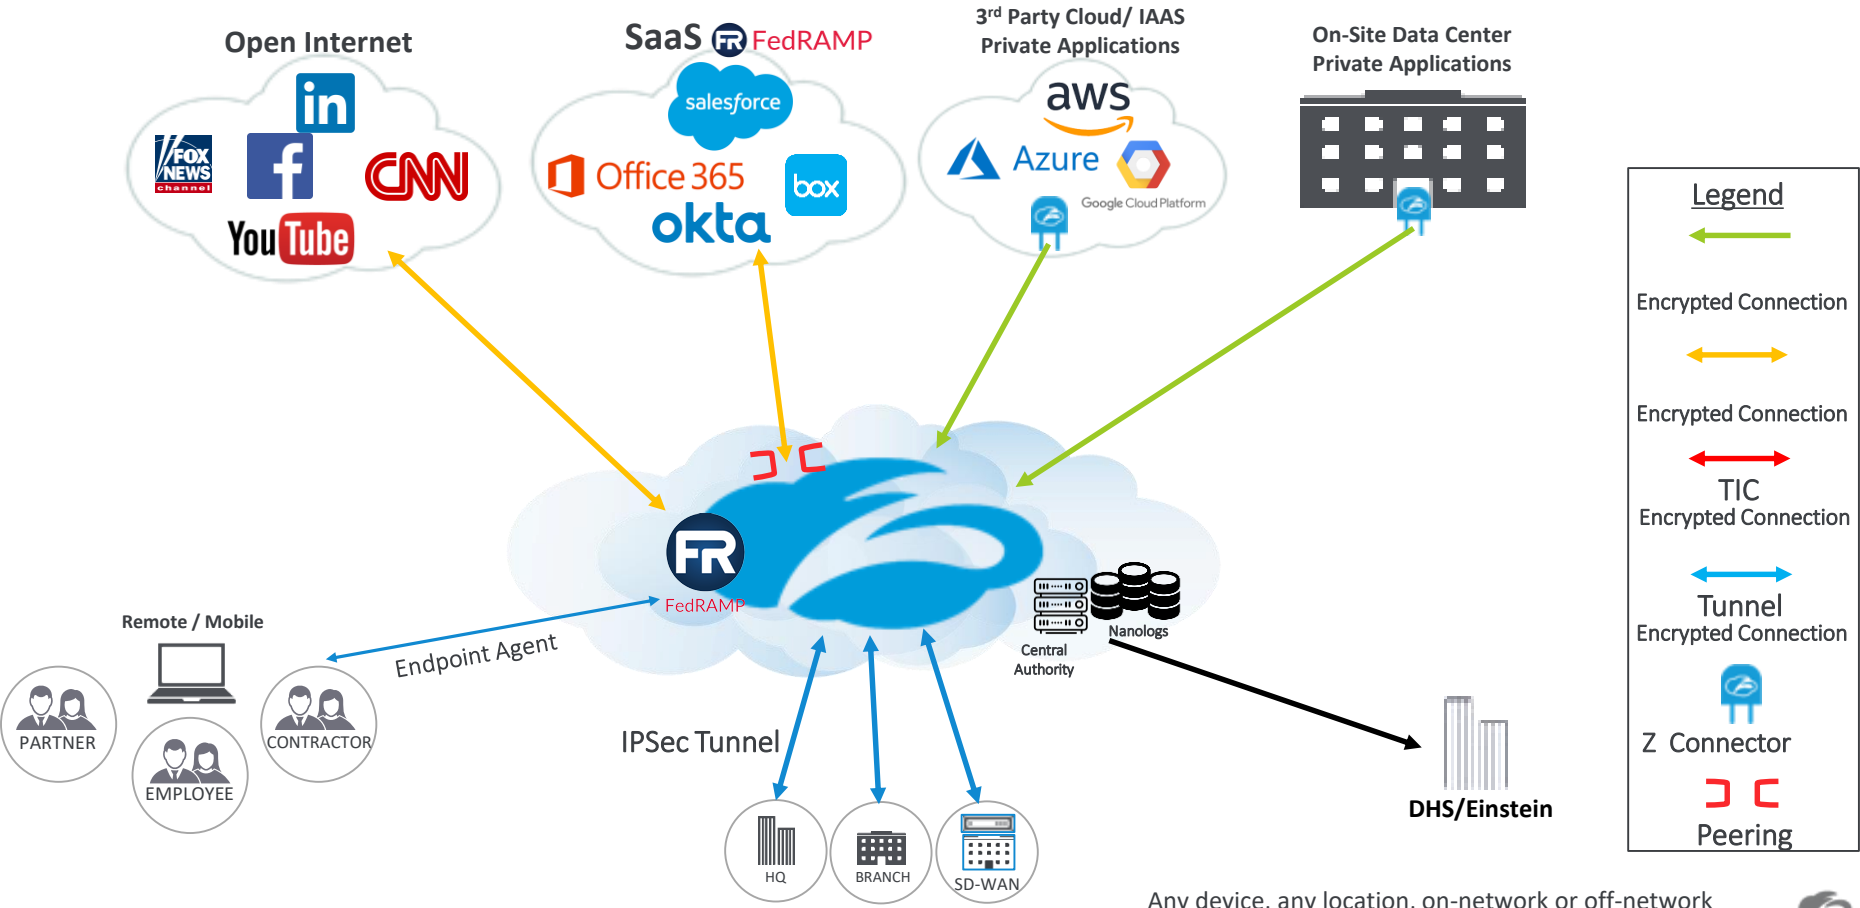 Open Internet
in
FOX
NEWS
channel
f
CNN
YouTube
SaaS FR FedRAMP
salesforce
Office 365
box
okta
3rd Party Cloud/ IAAS
Private Applications
aws
Azure
Google Cloud Platform
On-Site Data Center
Private Applications
Legend
Encrypted Connection
Encrypted Connection
TIC
Encrypted Connection
Tunnel
Encrypted Connection
Z Connector
Peering
FR
FedRAMP
Central
Authority
Nanologs
Remote / Mobile
PARTNER
EMPLOYEE
CONTRACTOR
Endpoint Agent
IPSec Tunnel
HQ
BRANCH
SD-WAN
DHS/Einstein
Any device, any location, on-network or off-network